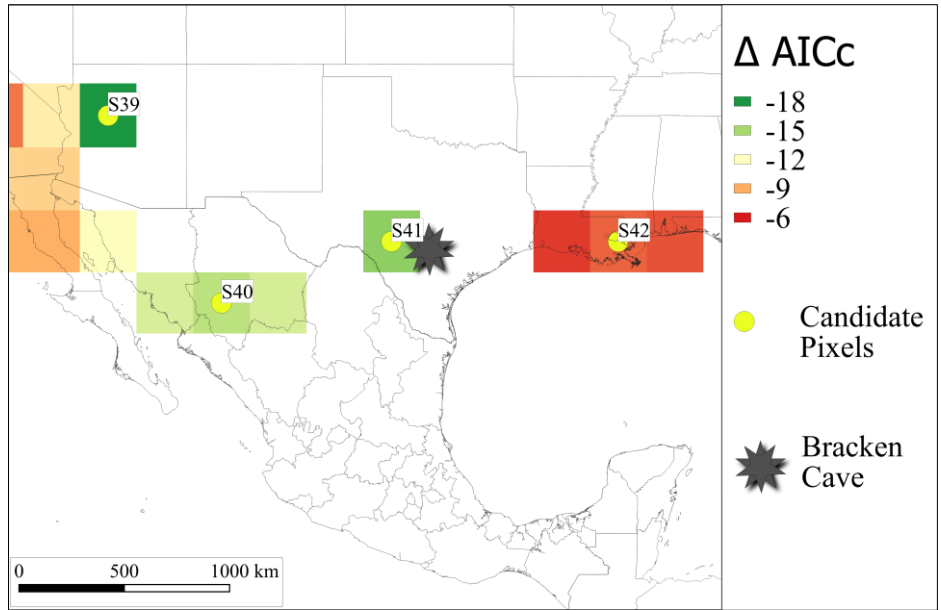 S39
S41
S42
S40
0 500 1000 km
Δ AICc
-18
-15
-12
-9
-6
Candidate
Pixels
Bracken
Cave